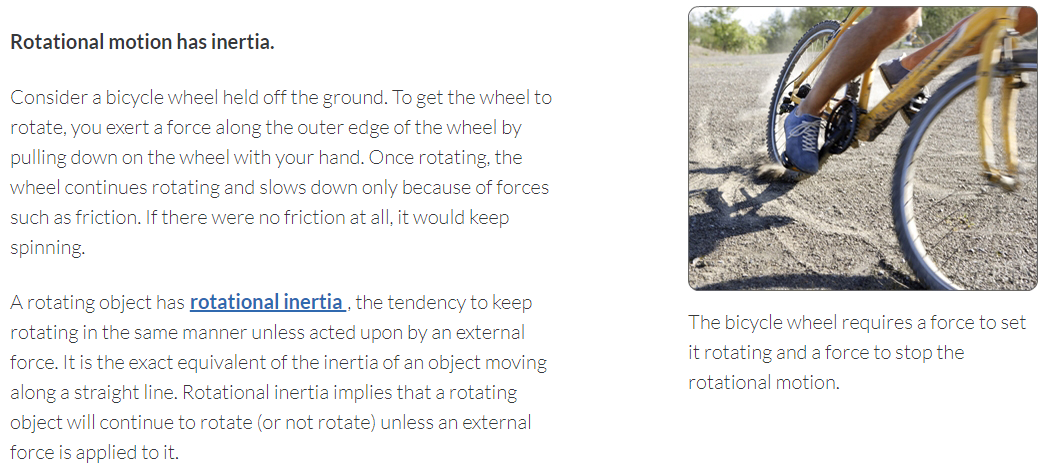 Rotational motion has inertia.
Consider a bicycle wheel held off the ground. To get the wheel to
rotate, you exert a force along the outer edge of the wheel by
pulling down on the wheel with your hand. Once rotating, the
wheel continues rotating and slows down only because of forces
such as friction. If there were no friction at all, it would keep
spinning.
A rotating object has rotational inertia , the tendency to keep
rotating in the same manner unless acted upon by an external
force. It is the exact equivalent of the inertia of an object moving
along a straight line. Rotational inertia implies that a rotating
object will continue to rotate (or not rotate) unless an external
force is applied to it.
The bicycle wheel requires a force to set
it rotating and a force to stop the
rotational motion.